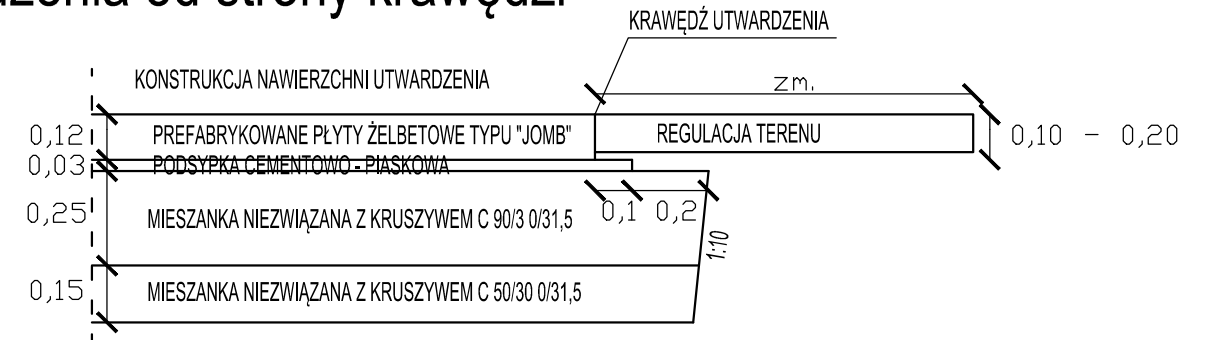 dzenia od strony krawędzi
KRAWĘDŹ UTWARDZENIA
KONSTRUKCJA NAWIERZCHNI UTWARDZENIA
zm.
0,12
PREFABRYKOWANE PŁYTY ŻELBETOWE TYPU "JOMB"
REGULACJA TERENU
0,10 - 0,20
0,03
PODSYPKA CEMENTOWO - PIASKOWA
0,25
MIESZANKA NIEZWIĄZANA Z KRUSZYWEM C 90/3 0/31,5
0,1 0,2
1:10
0,15
MIESZANKA NIEZWIĄZANA Z KRUSZYWEM C 50/30 0/31,5